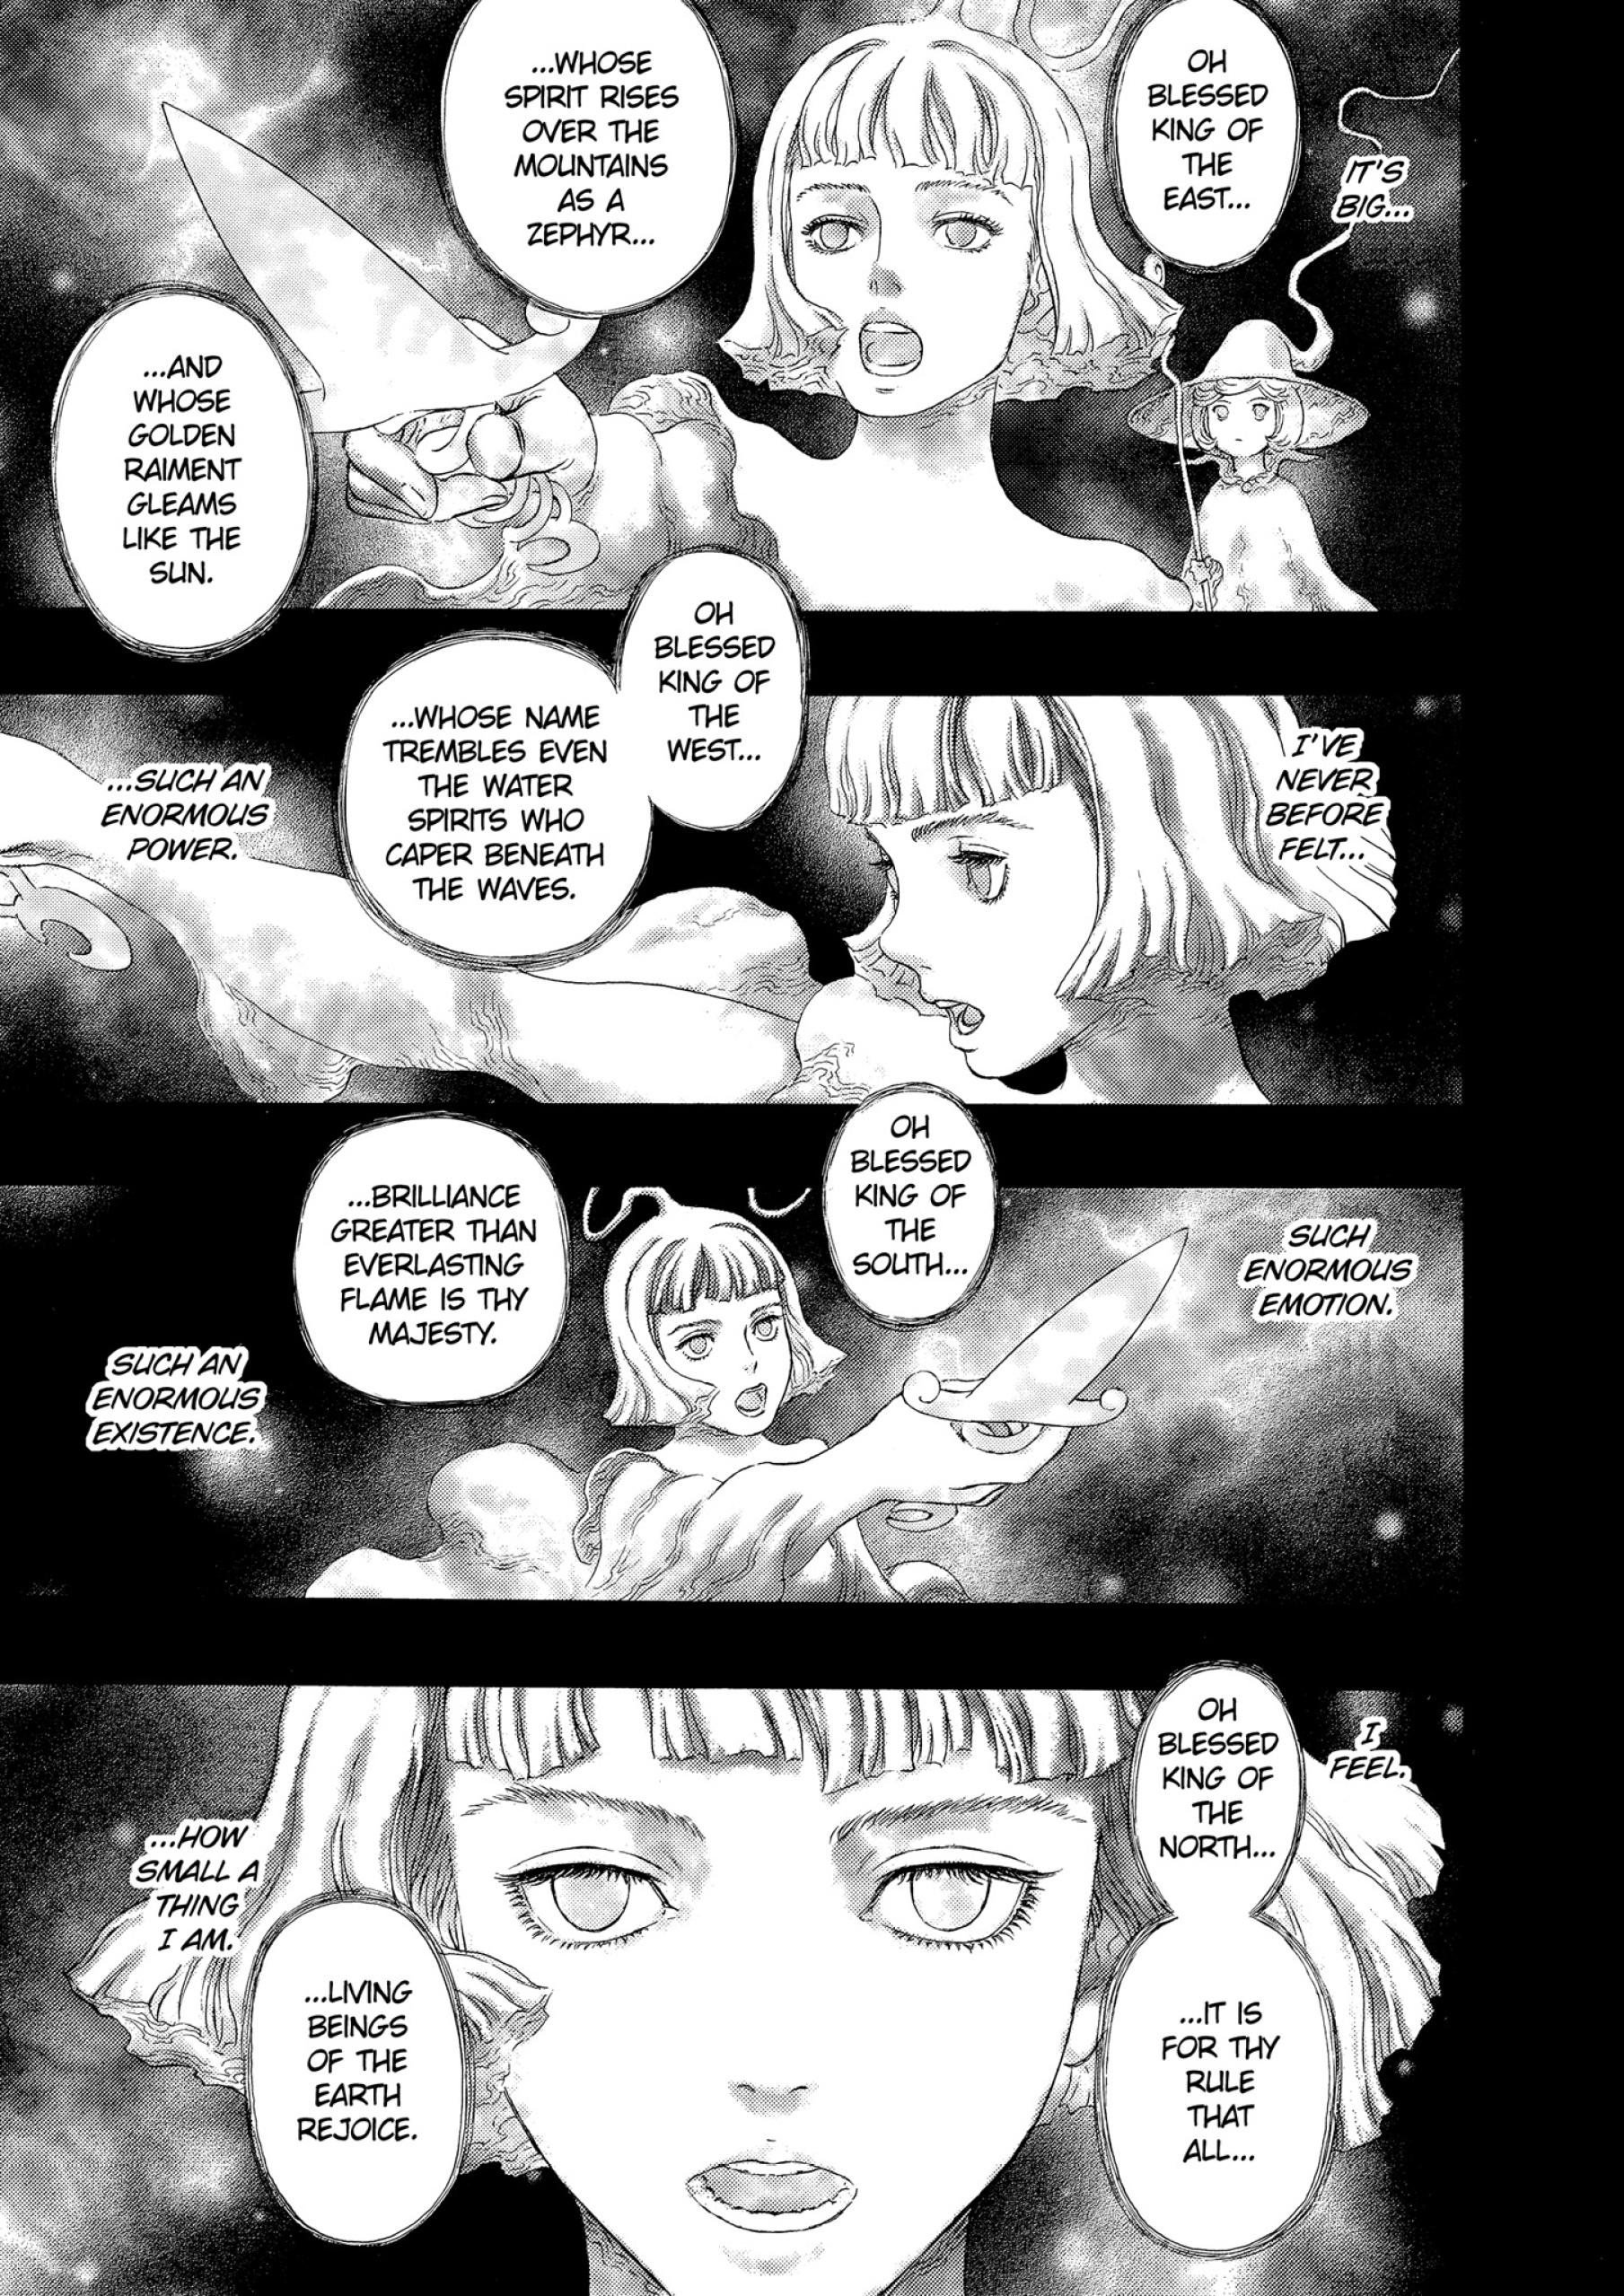 IT'S
BIG...
OH
BLESSED
KING OF
THE
EAST...
...WHOSE
SPIRIT RISES
OVER THE
MOUNTAINS
AS A
ZEPHYR...
...AND
WHOSE
GOLDEN
RAIMENT
GLEAMS
LIKE THE
SUN.
I'VE
NEVER
BEFORE
FELT...
OH
BLESSED
KING OF
THE
WEST...
...WHOSE NAME
TREMBLES EVEN
THE WATER
SPIRITS WHO
CAPER BENEATH
THE WAVES.
...SUCH AN
ENORMOUS
POWER.
SUCH
ENORMOUS
EMOTION.
OH
BLESSED
KING OF
THE
SOUTH...
...BRILLIANCE
GREATER THAN
EVERLASTING
FLAME IS THY
MAJESTY.
SUCH AN
ENORMOUS
EXISTENCE.
I
FEEL.
OH
BLESSED
KING OF
THE
NORTH...
...IT IS
FOR THY
RULE
THAT
ALL...
...LIVING
BEINGS
OF THE
EARTH
REJOICE.
...HOW
SMALL A
THING
I AM.